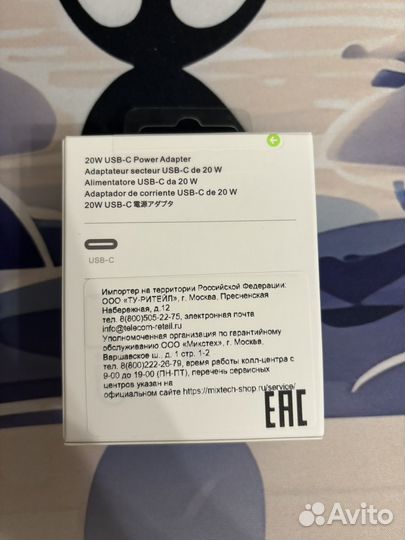 20W USB-C Power Adapter
Adaptateur secteur USB-C de 20 W
Alimentatore USB-C da 20 W
Adaptador de corriente USB-C de 20 W
20W USB-C 電源アダプタ
USB-C
Импортер на территории Российской Федерации:
ООО «ТУ-РИТЕЙЛ», г. Москва, Пресненская
Набережная, д.12
тел. 8(800)505-22-75, электронная почта
info@telecom-retail.ru
Уполномоченная организация по гарантийному
обслуживанию ООО «Микстех», г. Москва,
Варшавское ш., д. 1 стр. 1-2
тел. 8(800)222-26-79, время работы колл-центра с
9-00 до 19-00 (ПН-ПТ), перечень сервисных
центров указан на
официальном сайте https://mixtech-shop.ru/service/
EAC
Avito